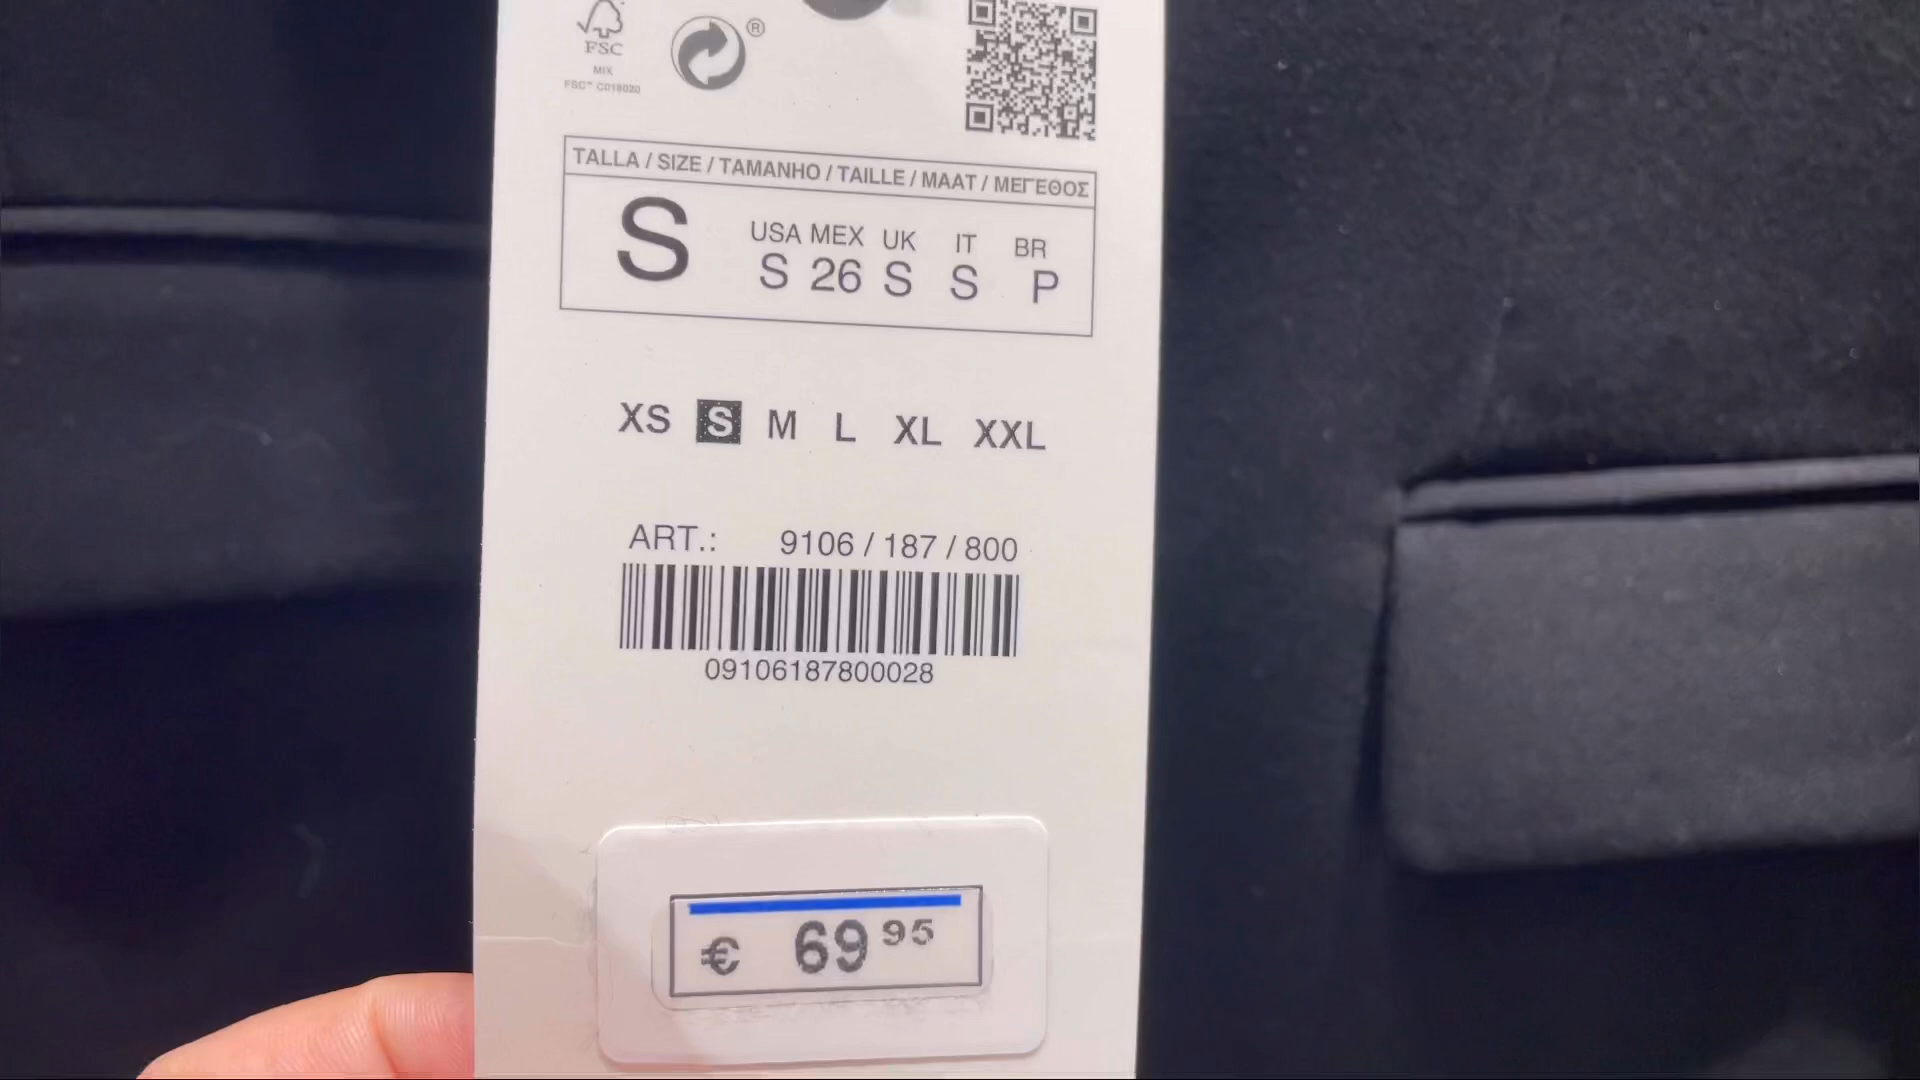 FSC
MIX
FSC™ C018020
®
TALLA / SIZE / TAMANHO / TAILLE / MAAT / ΜΕΓΕΘΟΣ
S
USA MEX UK IT BR
S 26 S S P
XS S M L XL XXL
ART.: 9106 / 187 / 800
09106187800028
€ 69 95